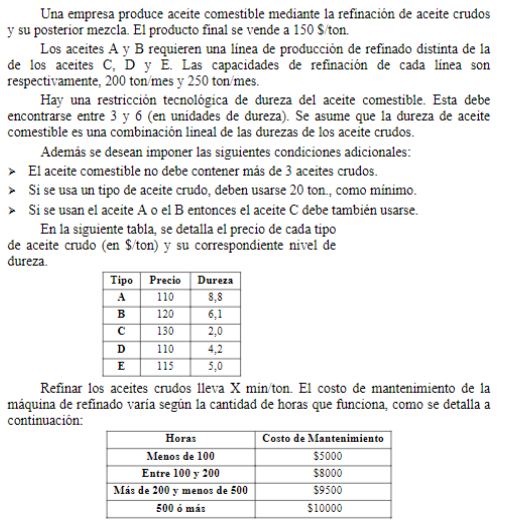 Una empresa produce aceite comestible mediante la refinación de aceite crudos
y su posterior mezcla. El producto final se vende a 150 $/ton.
Los aceites A y B requieren una línea de producción de refinado distinta de la
de los aceites C, D y E. Las capacidades de refinación de cada línea son
respectivamente, 200 ton/mes y 250 ton/mes.
Hay una restricción tecnológica de dureza del aceite comestible. Esta debe
encontrarse entre 3 y 6 (en unidades de dureza). Se asume que la dureza de aceite
comestible es una combinación lineal de las durezas de los aceite crudos.
Además se desean imponer las siguientes condiciones adicionales:
➢ El aceite comestible no debe contener más de 3 aceites crudos.
➢ Si se usa un tipo de aceite crudo, deben usarse 20 ton., como mínimo.
➢ Si se usan el aceite A o el B entonces el aceite C debe también usarse.
En la siguiente tabla, se detalla el precio de cada tipo
de aceite crudo (en $/ton) y su correspondiente nivel de
dureza.
Tipo Precio Dureza
A 110 8,8
B 120 6,1
C 130 2,0
D 110 4,2
E 115 5,0
Refinar los aceites crudos lleva X min/ton. El costo de mantenimiento de la
máquina de refinado varía según la cantidad de horas que funciona, como se detalla a
continuación:
Horas Costo de Mantenimiento
Menos de 100 $5000
Entre 100 y 200 $8000
Más de 200 y menos de 500 $9500
500 ó más $10000